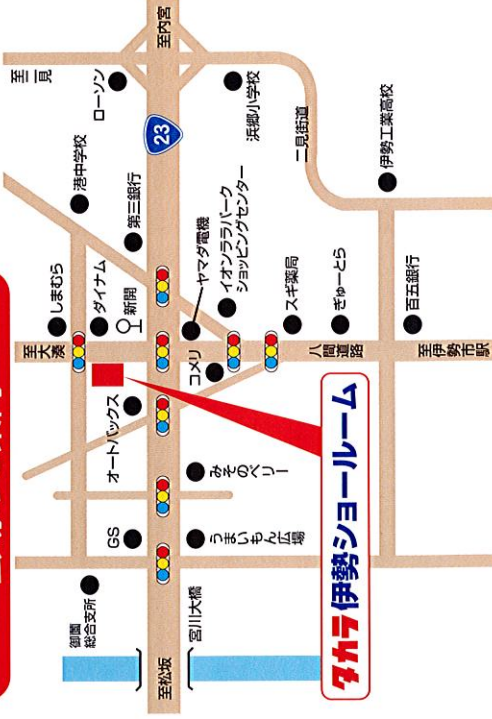 至二見
ローソン
至内宮
23
浜郷小学校
二見街道
伊勢工業高校
港中学校
第三銀行
ヤマダ電機
イオンララパーク
ショッピングセンター
しまむら
ダイナム
新開
スギ薬局
ぎゅーとら
百五銀行
至大湊
コメリ
八間道路
至伊勢市駅
オートバックス
みそのベリー
GS
うまいもん広場
御薗
総合支所
宮川大橋
至松坂
タカラ伊勢ショールーム